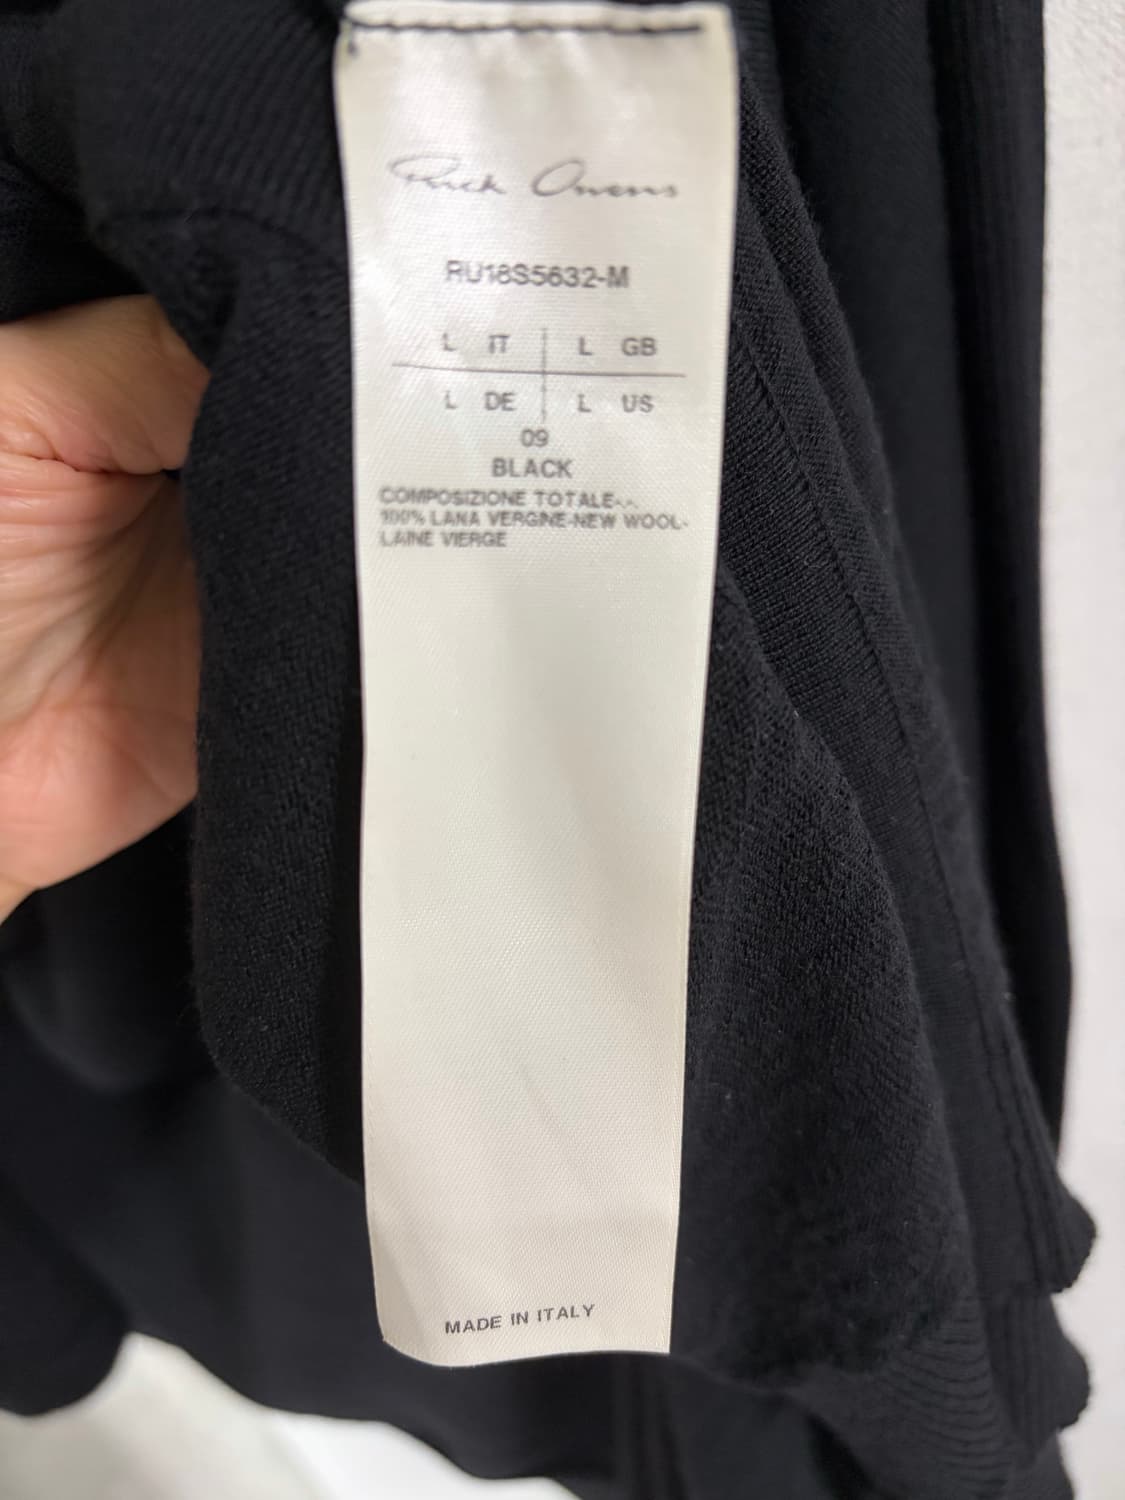 Rick Owens
RU18S5632-M
L IT L GB
L DE L US
09
BLACK
COMPOSIZIONE TOTALE-.-.
100% LANA VERGINE-NEW WOOL-
LAINE VIERGE
MADE IN ITALY